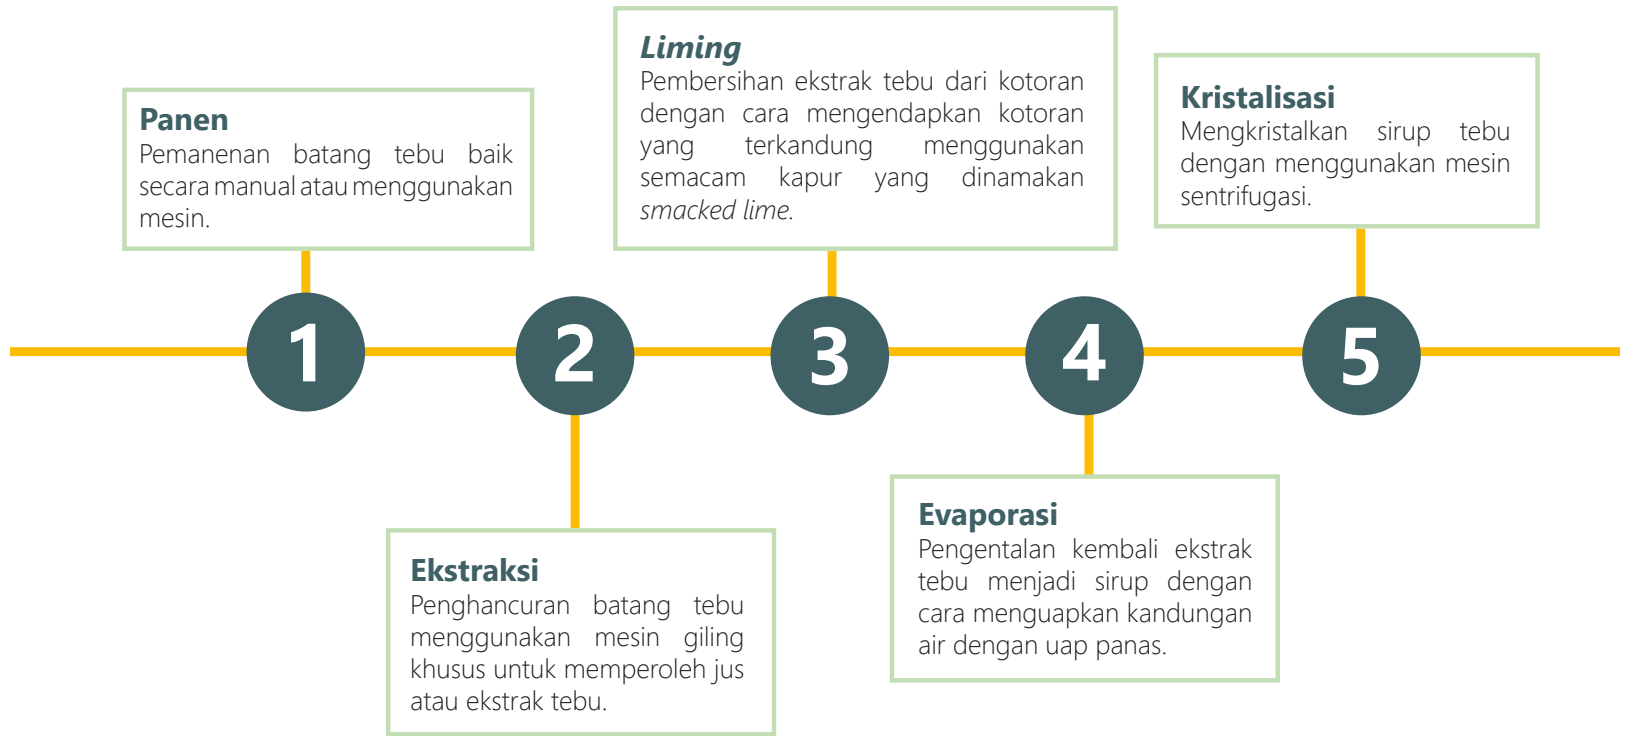 Panen
Pemanenan batang tebu baik
secara manual atau menggunakan
mesin.
1
Ekstraksi
Penghancuran batang tebu
menggunakan mesin giling
khusus untuk memperoleh jus
atau ekstrak tebu.
2
Liming
Pembersihan ekstrak tebu dari kotoran
dengan cara mengendapkan kotoran
yang terkandung menggunakan
semacam kapur yang dinamakan
smacked lime.
3
Evaporasi
Pengentalan kembali ekstrak
tebu menjadi sirup dengan
cara menguapkan kandungan
air dengan uap panas.
4
Kristalisasi
Mengkristalkan sirup tebu
dengan menggunakan mesin
sentrifugasi.
5